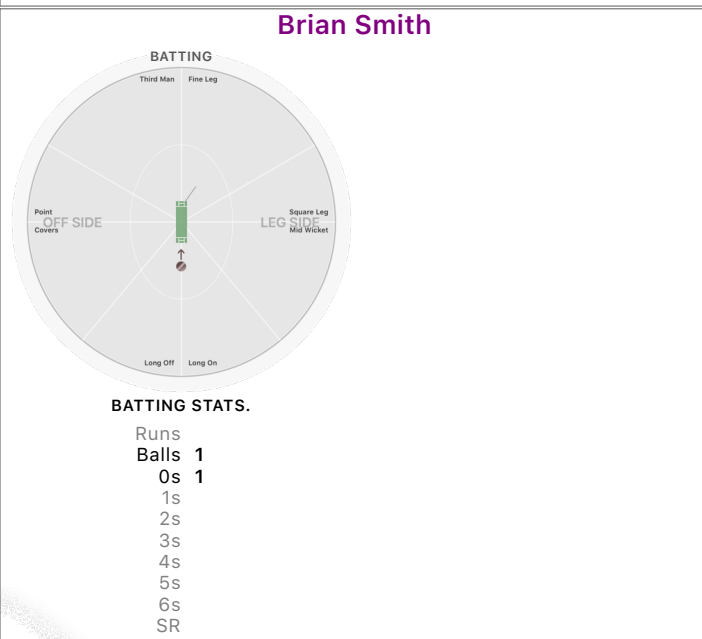 Brian Smith
BATTING
Third Man Fine Leg
Point
OFF SIDE
Covers
Square Leg
LEG SIDE
Mid Wicket
Long Off Long On
BATTING STATS.
Runs
Balls 1
0s 1
1s
2s
3s
4s
5s
6s
SR